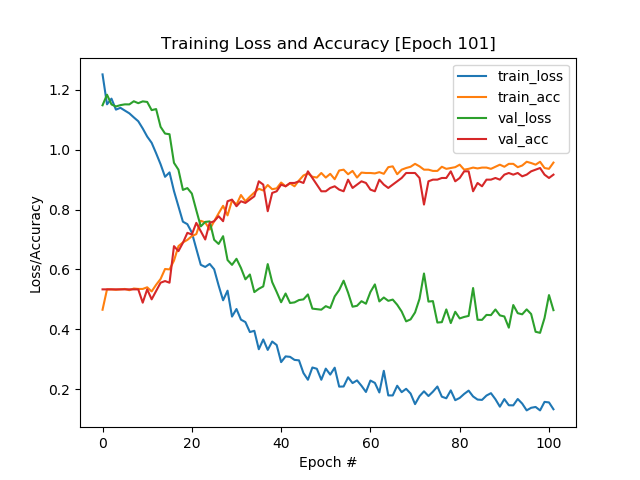 Training Loss and Accuracy [Epoch 101]
train_loss
train_acc
val_loss
val_acc
1.2
1.0
0.8
0.6
0.4
0.2
Loss/Accuracy
0 20 40 60 80 100
Epoch #